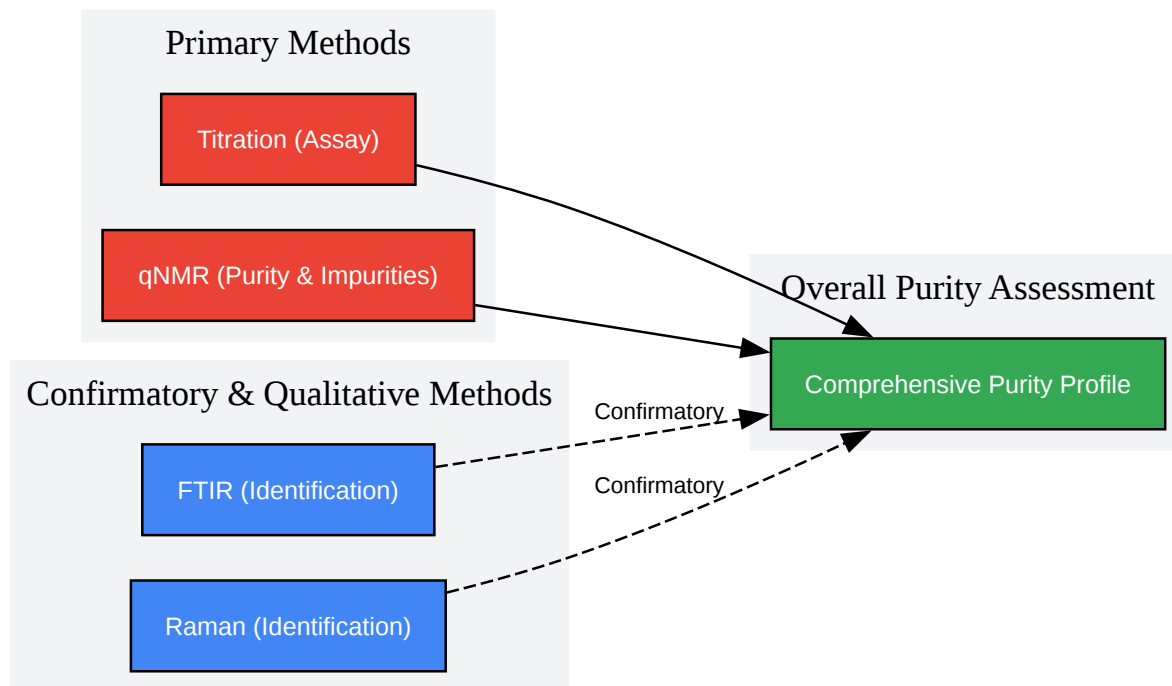 Primary Methods
Titration (Assay)
qNMR (Purity & Impurities)
Overall Purity Assessment
Comprehensive Purity Profile
Confirmatory & Qualitative Methods
FTIR (Identification)
Raman (Identification)
Confirmatory
Confirmatory